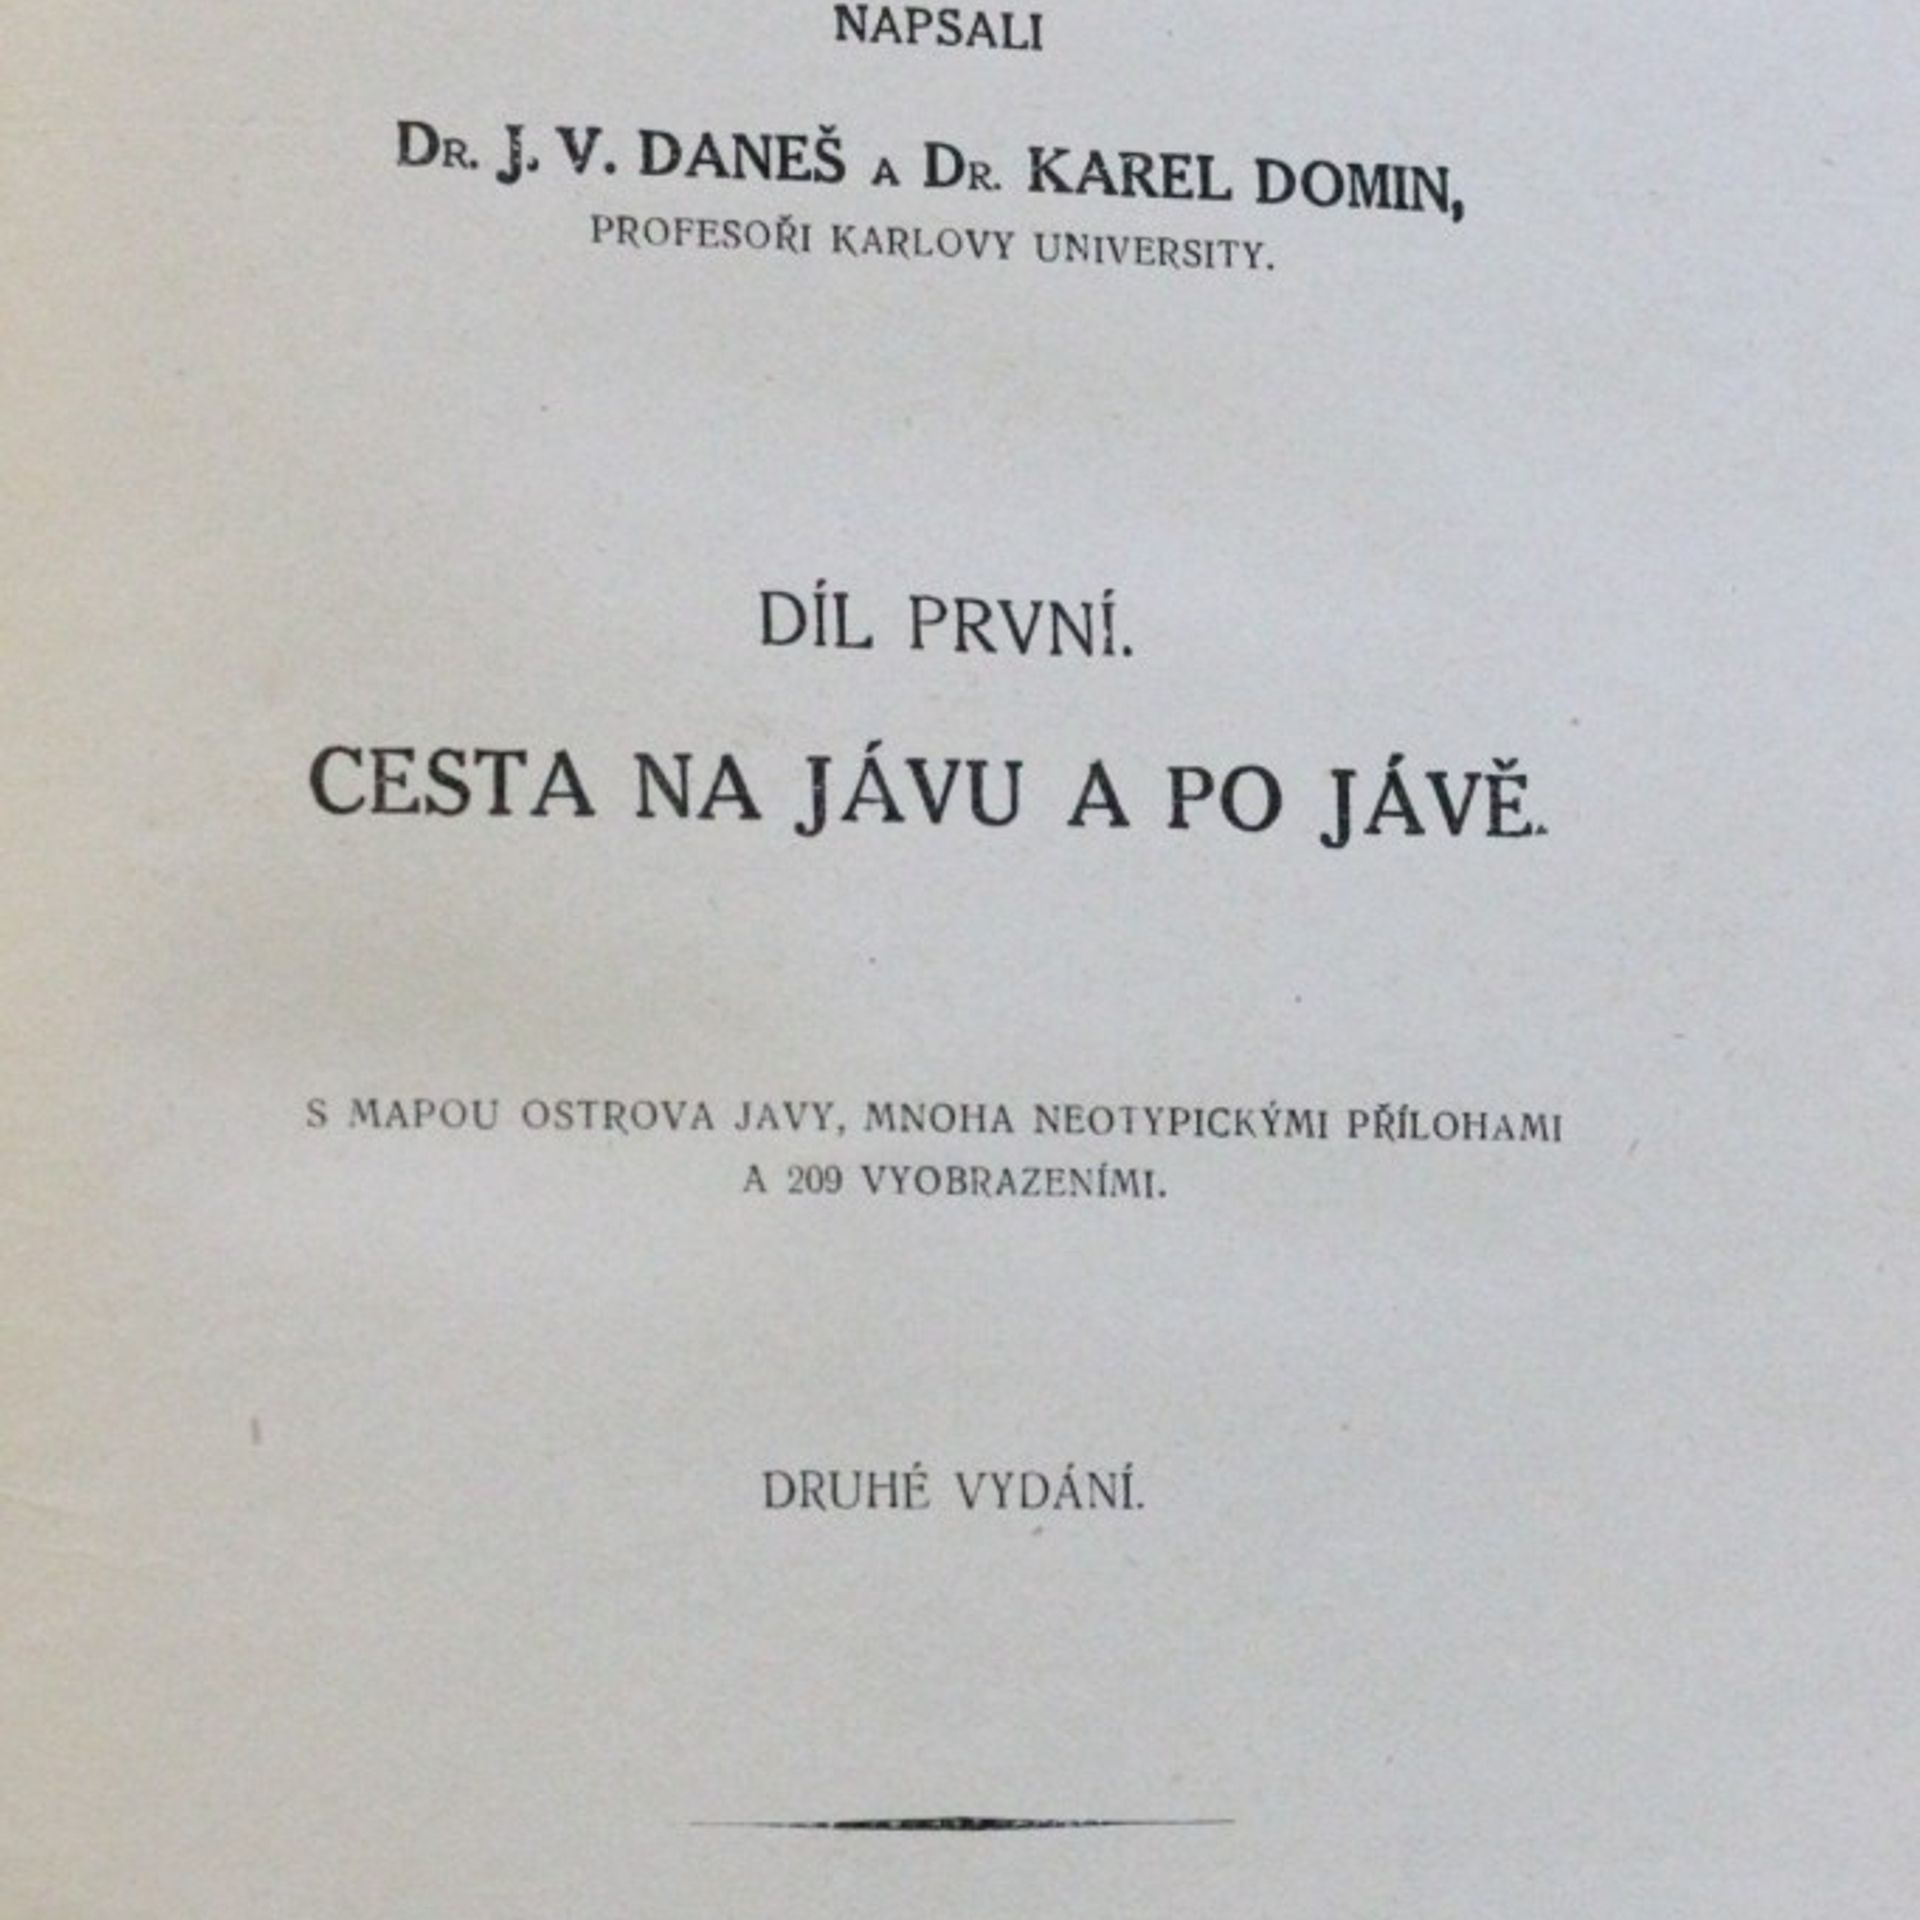 NAPSALI
DR. J. V. DANEŠ A DR. KAREL DOMIN,
PROFESOŘI KARLOVY UNIVERSITY.
DÍL PRVNÍ.
CESTA NA JÁVU A PO JÁVĚ.
S MAPOU OSTROVA JAVY, MNOHA NEOTYPICKÝMI PŘÍLOHAMI
A 209 VYOBRAZENÍMI.
DRUHÉ VYDÁNÍ.